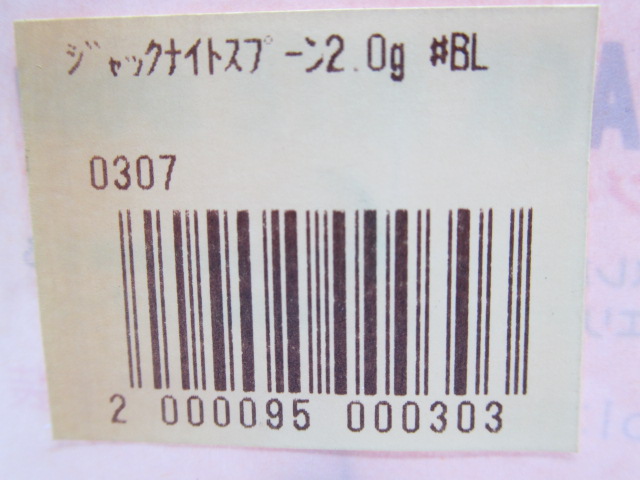 ｼﾞｬｯｸﾅｲﾄｽﾌﾟｰﾝ2.0g #BL
0307
2 000095 000303